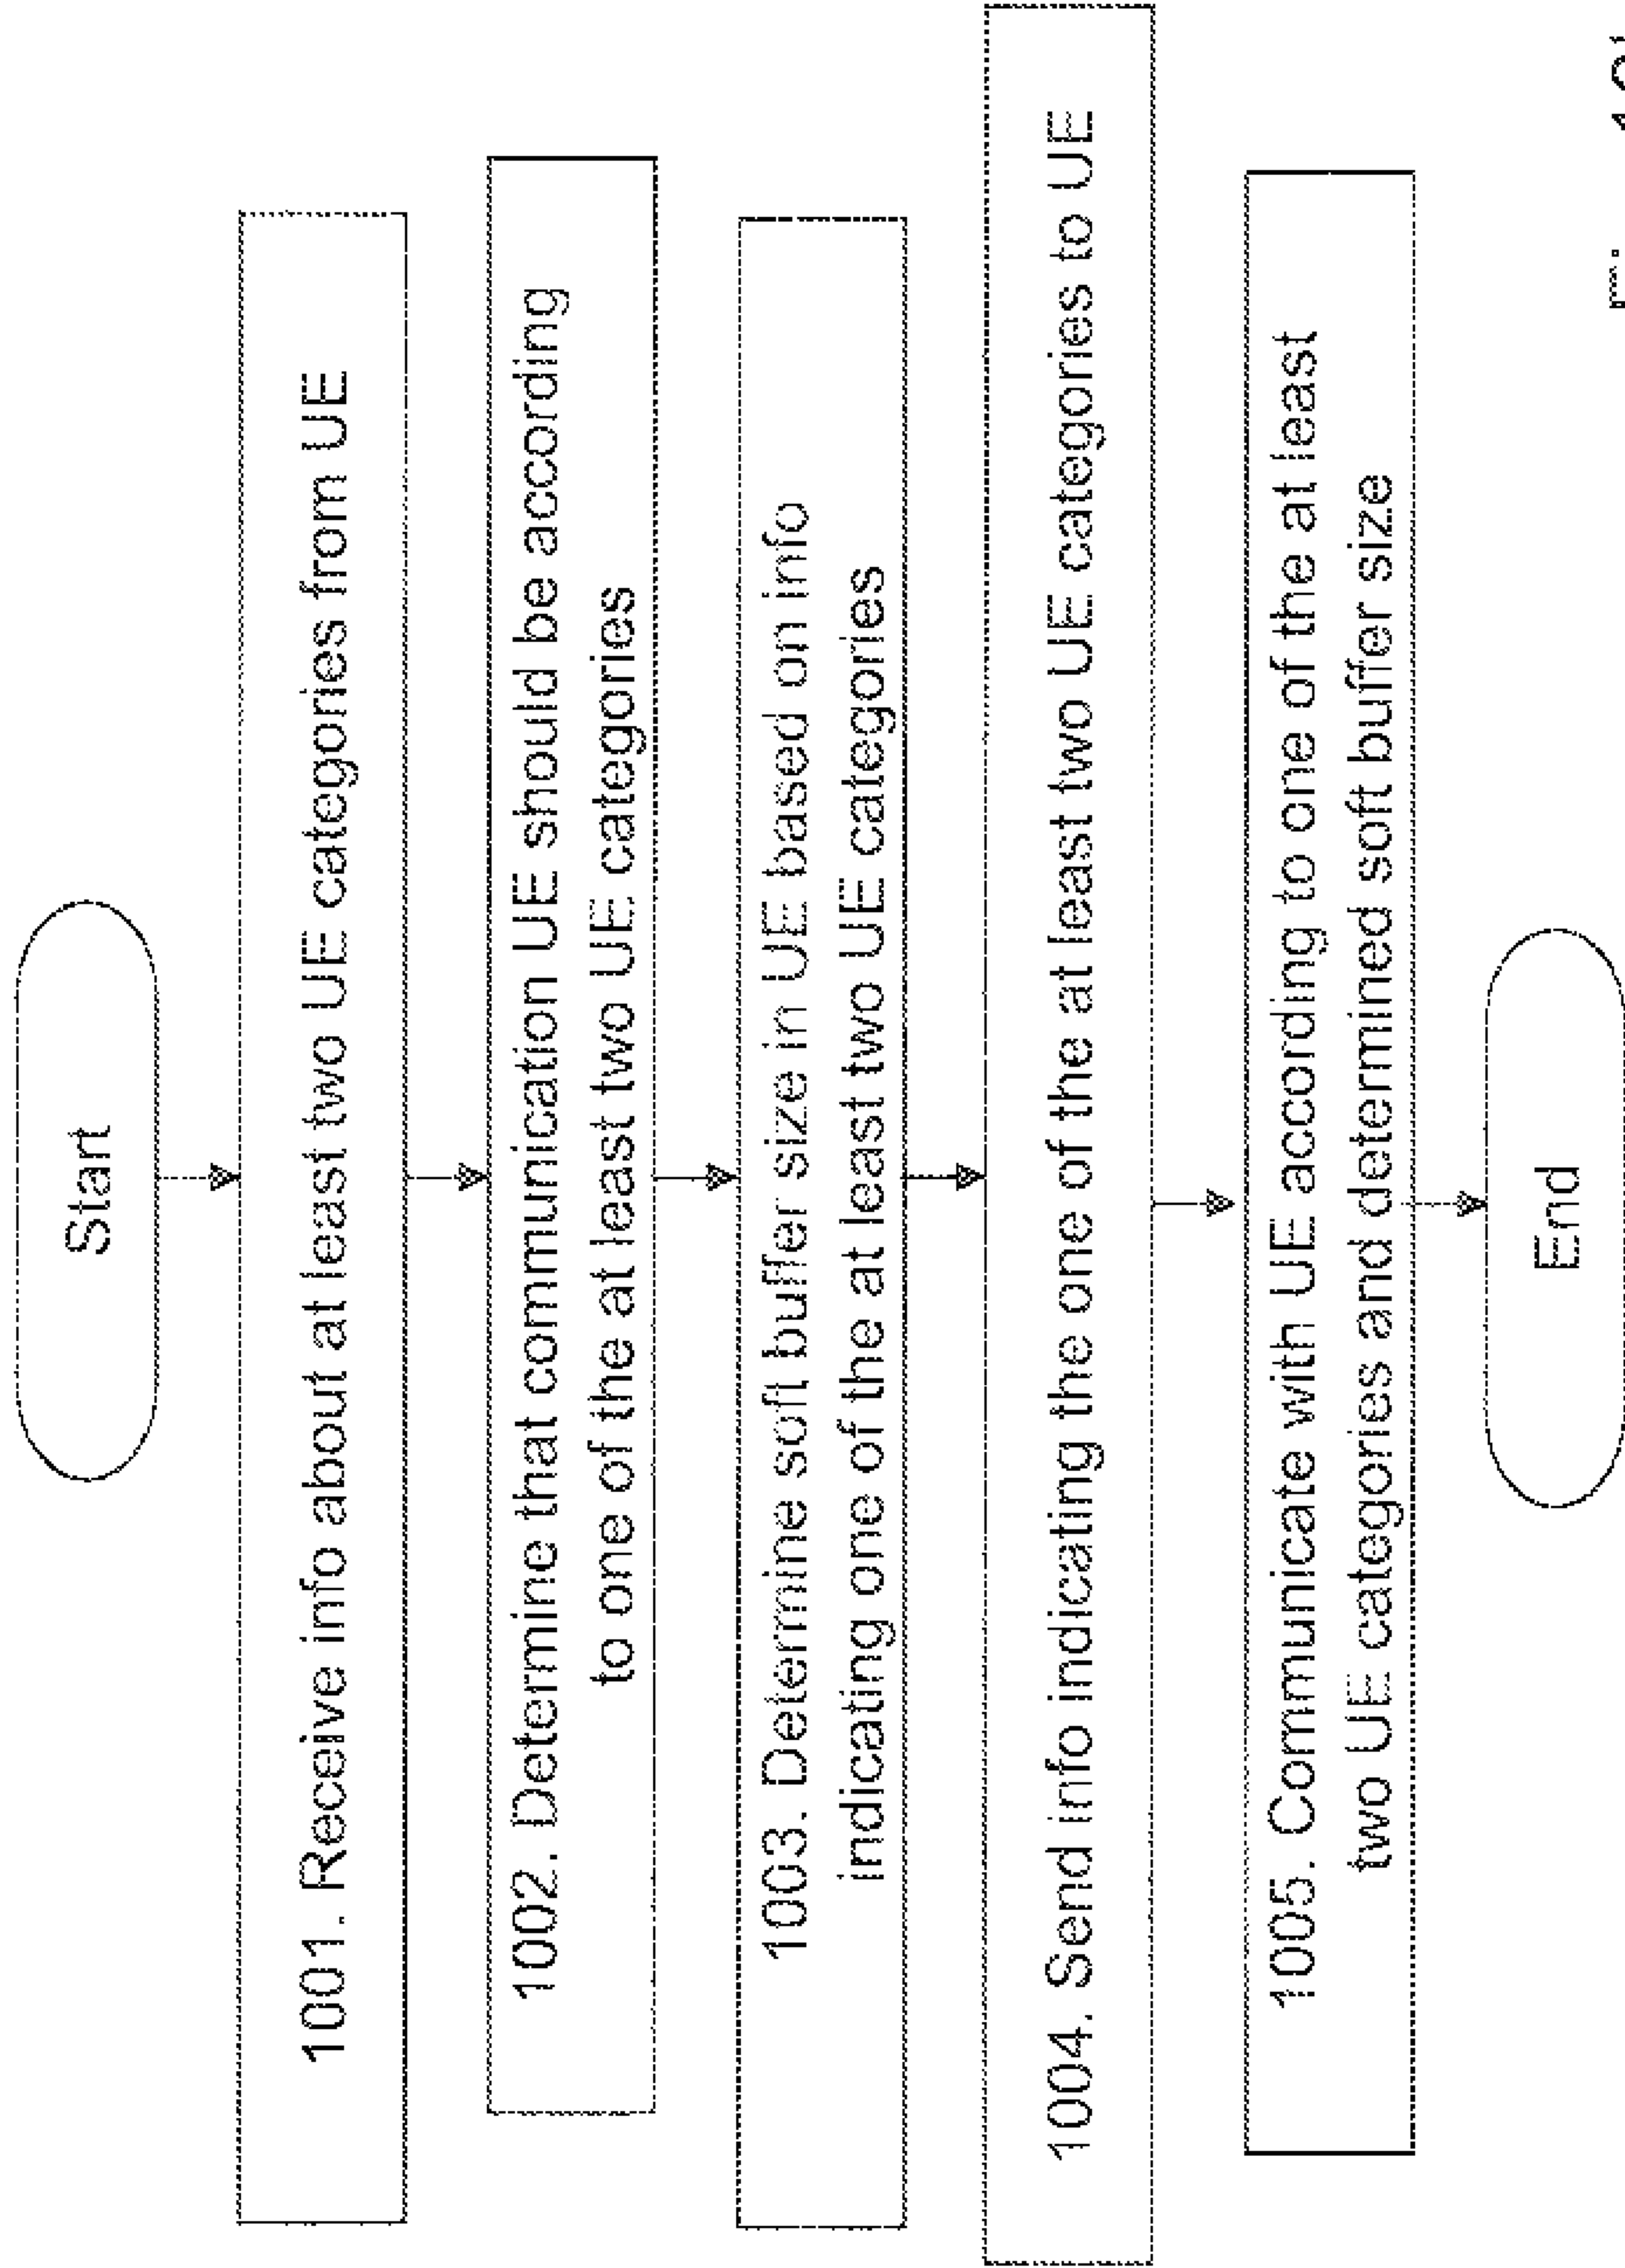 Start
1001. Receive info about at least two UE categories from UE
1002. Determine that communication UE should be according
to one of the at least two UE categories
1003. Determine soft buffer size in UE based on info
indicating one of the at least two UE categories
1004. Send info indicating the one of the at least two UE categories to UE
1005. Communicate with UE according to one of the at least
two UE categories and determined soft buffer size
End